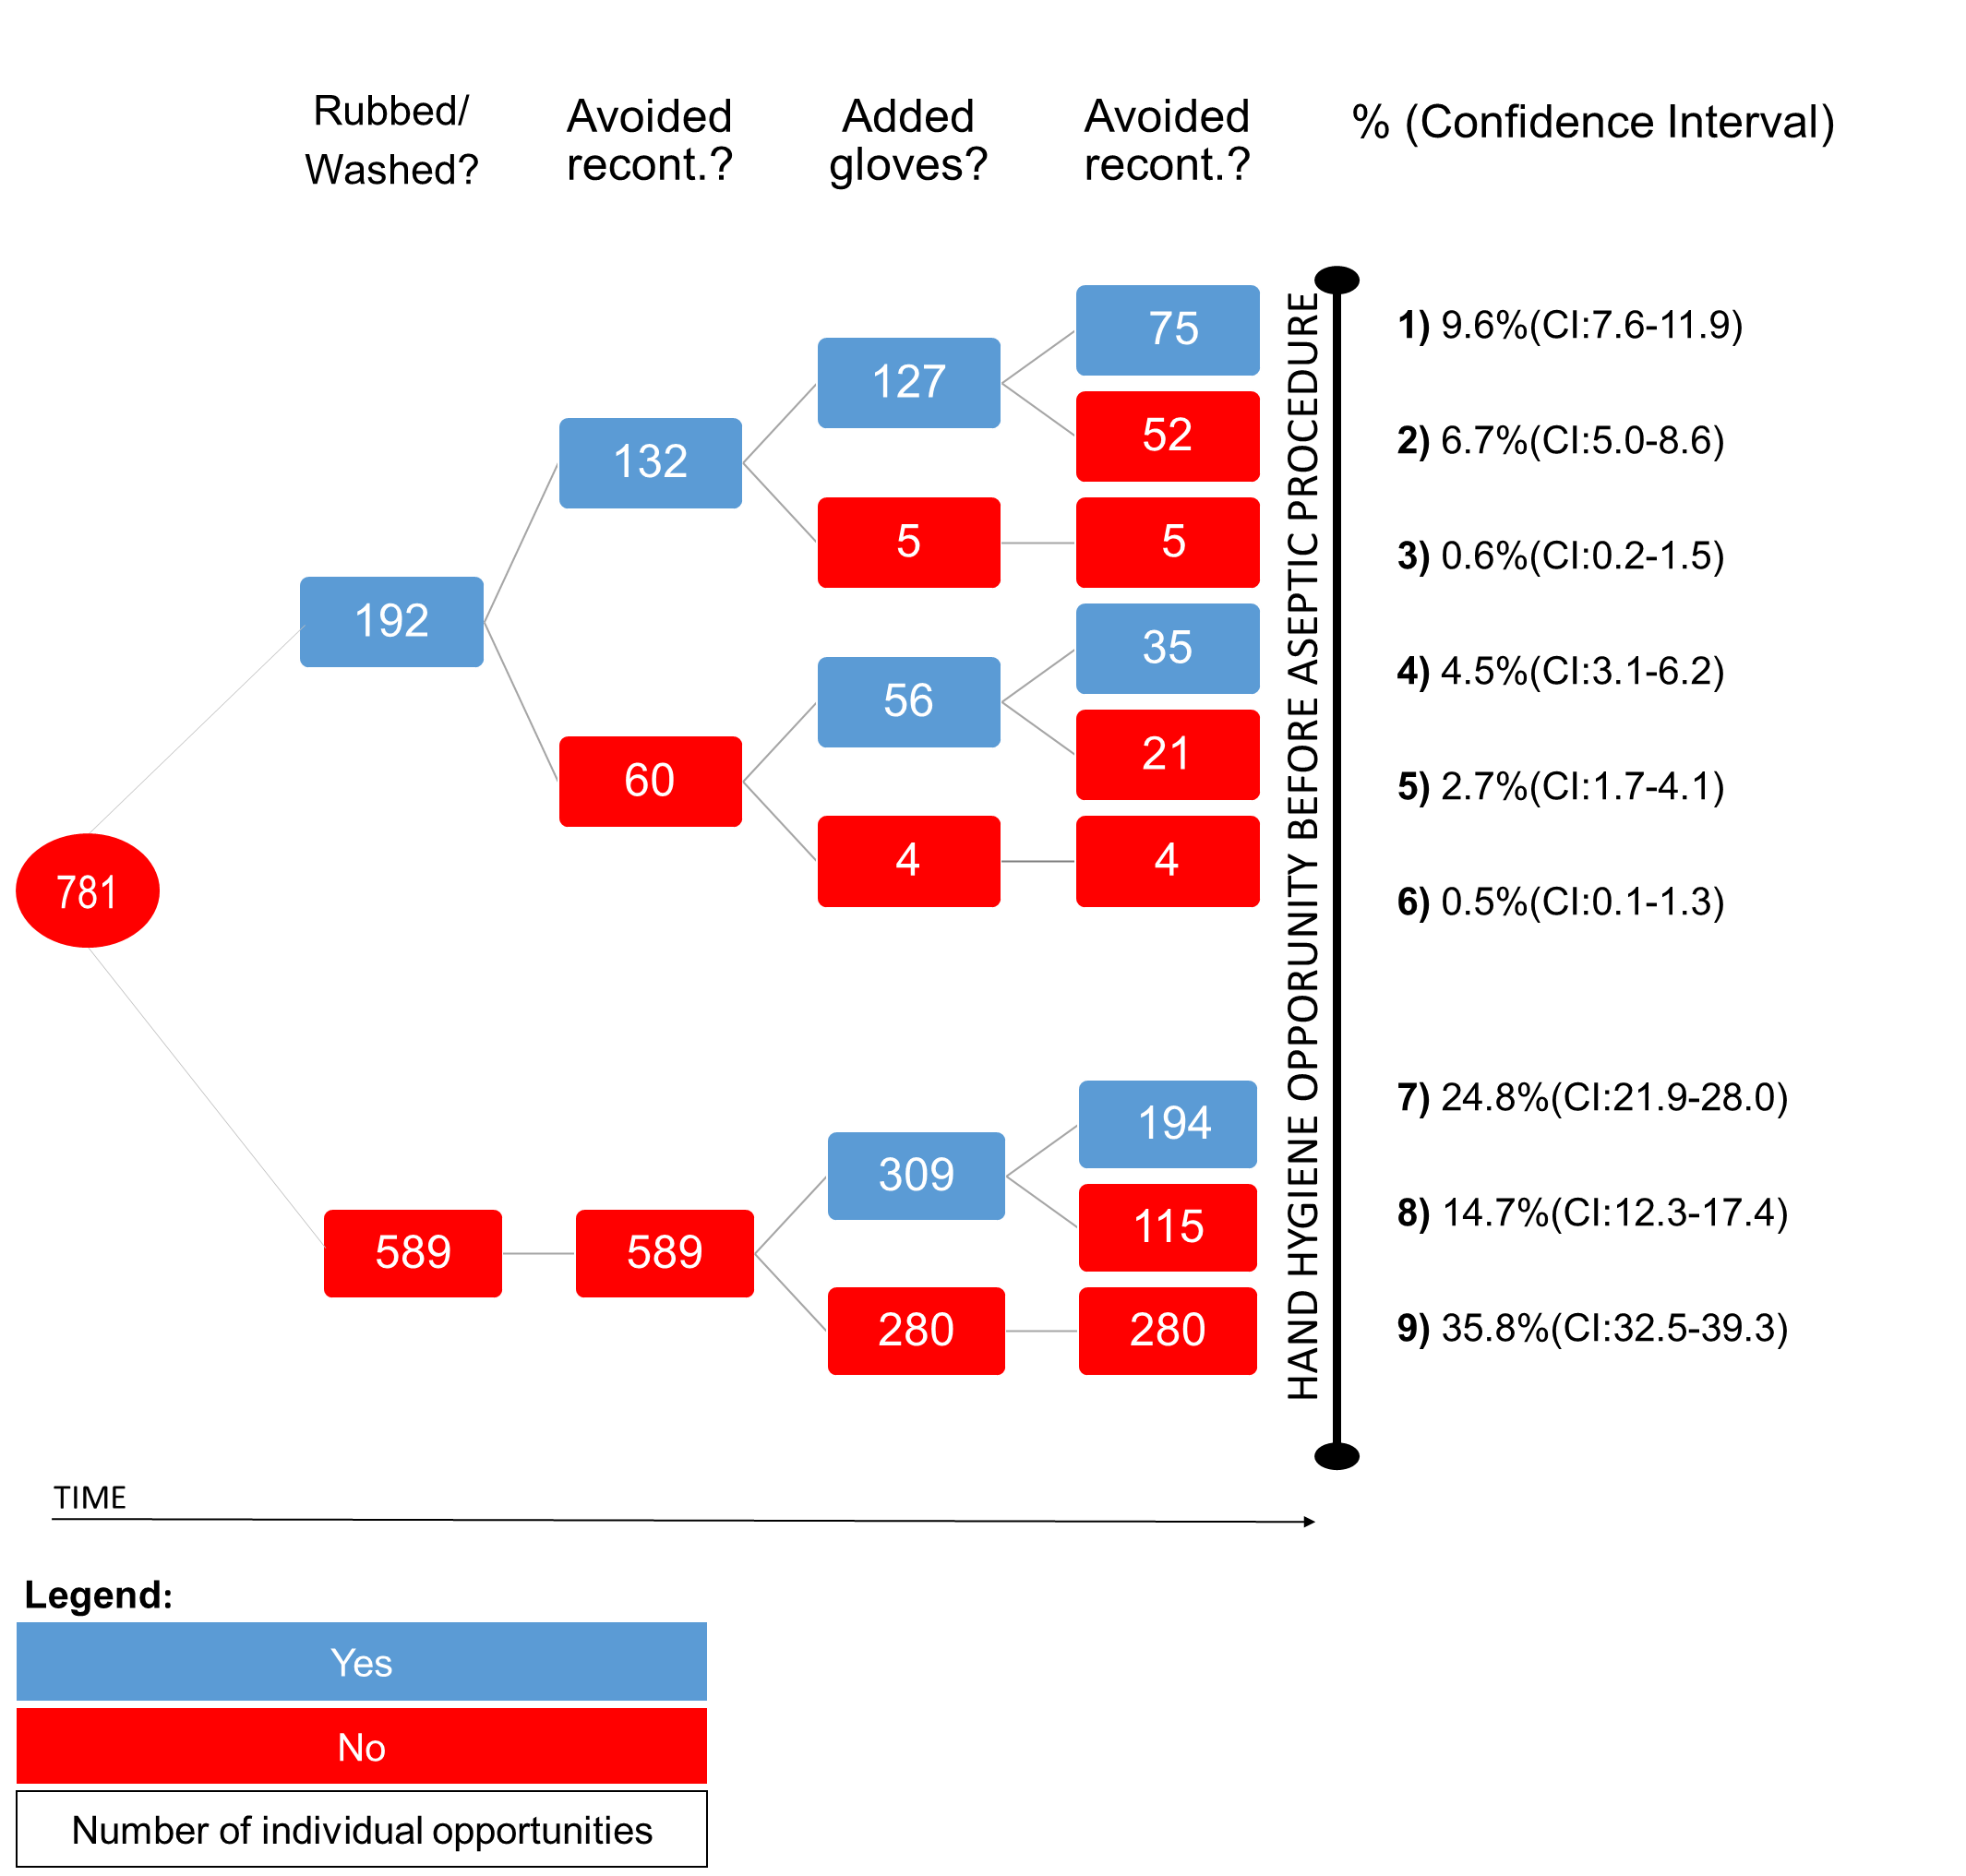 Rubbed/
Washed?
Avoided
recont.?
Added
gloves?
Avoided
recont.?
% (Confidence Interval)
75
127
52
132
5
5
192
35
56
21
60
4
4
781
194
309
115
589
589
280
280
HAND HYGIENE OPPORUNITY BEFORE ASEPTIC PROCEDURE
1) 9.6%(CI:7.6-11.9)
2) 6.7%(CI:5.0-8.6)
3) 0.6%(CI:0.2-1.5)
4) 4.5%(CI:3.1-6.2)
5) 2.7%(CI:1.7-4.1)
6) 0.5%(CI:0.1-1.3)
7) 24.8%(CI:21.9-28.0)
8) 14.7%(CI:12.3-17.4)
9) 35.8%(CI:32.5-39.3)
TIME
Legend:
Yes
No
Number of individual opportunities